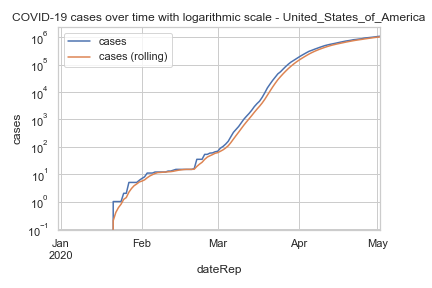 COVID-19 cases over time with logarithmic scale - United_States_of_America
cases
cases (rolling)
10⁶
10⁵
10⁴
10³
10²
10¹
10⁰
10⁻¹
cases
Jan Feb Mar Apr May
2020
dateRep